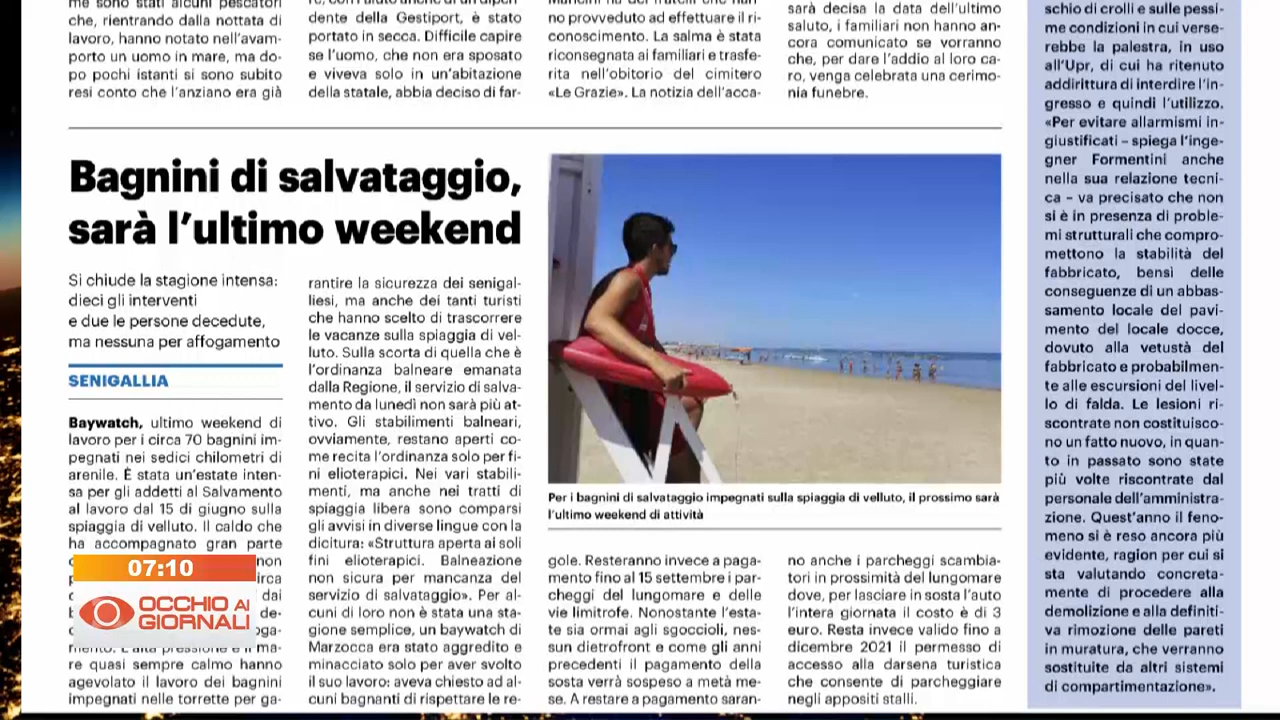 me sono stati alcuni pescatori
che, rientrando dalla nottata di
lavoro, hanno notato nell'avam-
porto un uomo in mare, ma do-
po pochi istanti si sono subito
resi conto che l'anziano era già
dente della Gestiport, è stato
portato in secca. Difficile capire
se l'uomo, che non era sposato
e viveva solo in un'abitazione
della statale, abbia deciso di far-
no provveduto ad effettuare il ri-
conoscimento. La salma è stata
riconsegnata ai familiari e trasfe-
rita nell'obitorio del cimitero
«Le Grazie». La notizia dell'acca-
sarà decisa la data dell'ultimo
saluto, i familiari non hanno an-
cora comunicato se vorranno
che, per dare l'addio al loro ca-
ro, venga celebrata una cerimo-
nia funebre.
Bagnini di salvataggio,
sarà l'ultimo weekend
Si chiude la stagione intensa:
dieci gli interventi
e due le persone decedute,
ma nessuna per affogamento
SENIGALLIA
Baywatch, ultimo weekend di
lavoro per i circa 70 bagnini im-
pegnati nei sedici chilometri di
arenile. È stata un'estate inten-
sa per gli addetti al Salvamento
al lavoro dal 15 di giugno sulla
spiaggia di velluto. Il caldo che
ha accompagnato gran parte
non
irca
dai
de-
oga-
mento. L'alta pressione e il ma-
re quasi sempre calmo hanno
agevolato il lavoro dei bagnini
impegnati nelle torrette per ga-
rantire la sicurezza dei senigal-
liesi, ma anche dei tanti turisti
che hanno scelto di trascorrere
le vacanze sulla spiaggia di vel-
luto. Sulla scorta di quella che è
l'ordinanza balneare emanata
dalla Regione, il servizio di salva-
mento da lunedì non sarà più at-
tivo. Gli stabilimenti balneari,
ovviamente, restano aperti co-
me recita l'ordinanza solo per fi-
ni elioterapici. Nei vari stabili-
menti, ma anche nei tratti di
spiaggia libera sono comparsi
gli avvisi in diverse lingue con la
dicitura: «Struttura aperta ai soli
fini elioterapici. Balneazione
non sicura per mancanza del
servizio di salvataggio». Per al-
cuni di loro non è stata una sta-
gione semplice, un baywatch di
Marzocca era stato aggredito e
minacciato solo per aver svolto
il suo lavoro: aveva chiesto ad al-
cuni bagnanti di rispettare le re-
Per i bagnini di salvataggio impegnati sulla spiaggia di velluto, il prossimo sarà
l'ultimo weekend di attività
gole. Resteranno invece a paga-
mento fino al 15 settembre i par-
cheggi del lungomare e delle
vie limitrofe. Nonostante l'esta-
te sia ormai agli sgoccioli, nes-
sun dietrofront e come gli anni
precedenti il pagamento della
sosta verrà sospeso a metà me-
se. A restare a pagamento saran-
no anche i parcheggi scambia-
tori in prossimità del lungomare
dove, per lasciare in sosta l'auto
l'intera giornata il costo è di 3
euro. Resta invece valido fino a
dicembre 2021 il permesso di
accesso alla darsena turistica
che consente di parcheggiare
negli appositi stalli.
schio di crolli e sulle pessi-
me condizioni in cui verse-
rebbe la palestra, in uso
all'Upr, di cui ha ritenuto
addirittura di interdire l'in-
gresso e quindi l'utilizzo.
«Per evitare allarmismi in-
giustificati – spiega l'inge-
gner Formentini anche
nella sua relazione tecni-
ca – va precisato che non
si è in presenza di proble-
mi strutturali che compro-
mettono la stabilità del
fabbricato, bensì delle
conseguenze di un abbas-
samento locale del pavi-
mento del locale docce,
dovuto alla vetustà del
fabbricato e probabilmen-
te alle escursioni del livel-
lo di falda. Le lesioni ri-
scontrate non costituisco-
no un fatto nuovo, in quan-
to in passato sono state
più volte riscontrate dal
personale dell'amministra-
zione. Quest'anno il feno-
meno si è reso ancora più
evidente, ragion per cui si
sta valutando concreta-
mente di procedere alla
demolizione e alla definiti-
va rimozione delle pareti
in muratura, che verranno
sostituite da altri sistemi
di compartimentazione».
07:10
OCCHIO AI
GIORNALI